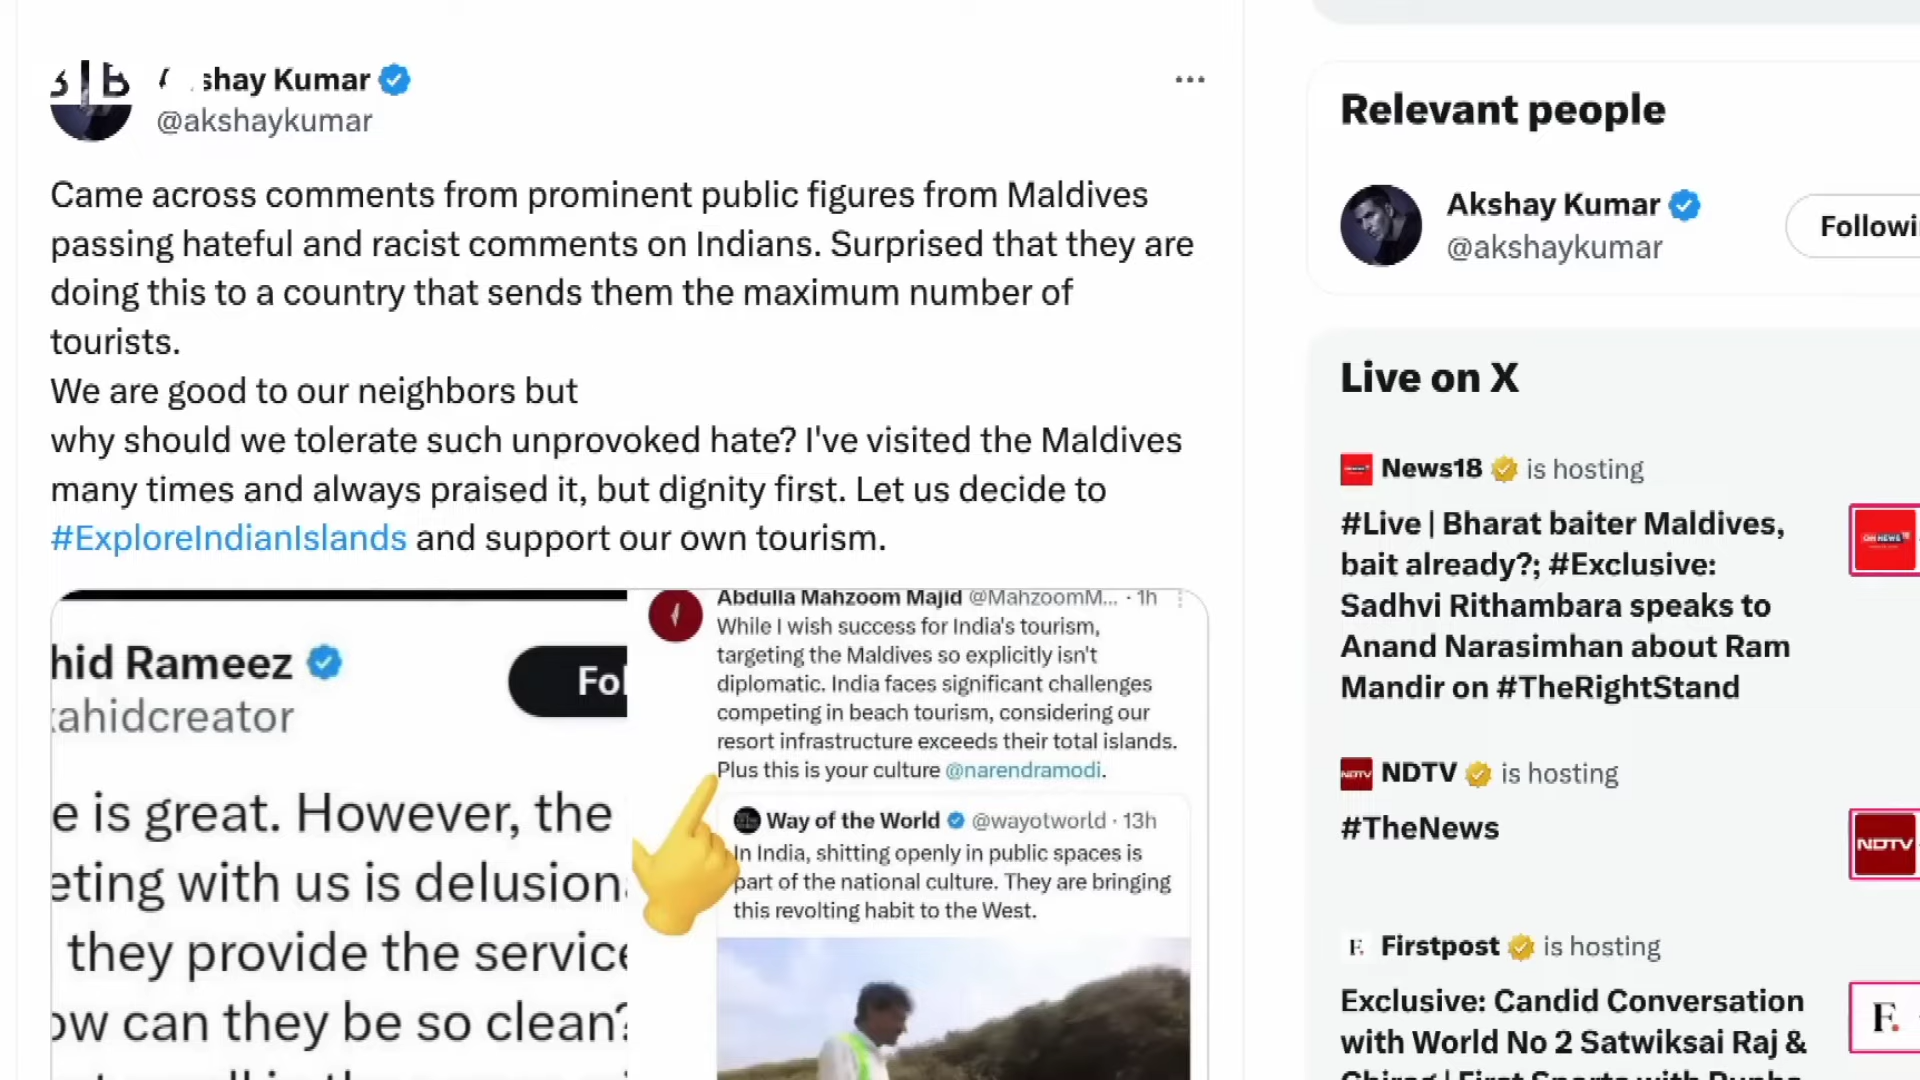 shay Kumar
@akshaykumar
Came across comments from prominent public figures from Maldives
passing hateful and racist comments on Indians. Surprised that they are
doing this to a country that sends them the maximum number of
tourists.
We are good to our neighbors but
why should we tolerate such unprovoked hate? I've visited the Maldives
many times and always praised it, but dignity first. Let us decide to
#ExploreIndianIslands and support our own tourism.
hid Rameez
ahidcreator
Fol
e is great. However, the
eting with us is delusion
they provide the service
ow can they be so clean?
Abdulla Mahzoom Majid @MahzoomM... · 1h
While I wish success for India's tourism,
targeting the Maldives so explicitly isn't
diplomatic. India faces significant challenges
competing in beach tourism, considering our
resort infrastructure exceeds their total islands.
Plus this is your culture @narendramodi.
Way of the World @wayotworld · 13h
In India, shitting openly in public spaces is
part of the national culture. They are bringing
this revolting habit to the West.
Relevant people
Akshay Kumar
@akshaykumar
Followi
Live on X
News18 is hosting
#Live | Bharat baiter Maldives,
bait already?; #Exclusive:
Sadhvi Rithambara speaks to
Anand Narasimhan about Ram
Mandir on #TheRightStand
NDTV is hosting
#TheNews
NDTV
Firstpost is hosting
Exclusive: Candid Conversation
with World No 2 Satwiksai Raj &
F.